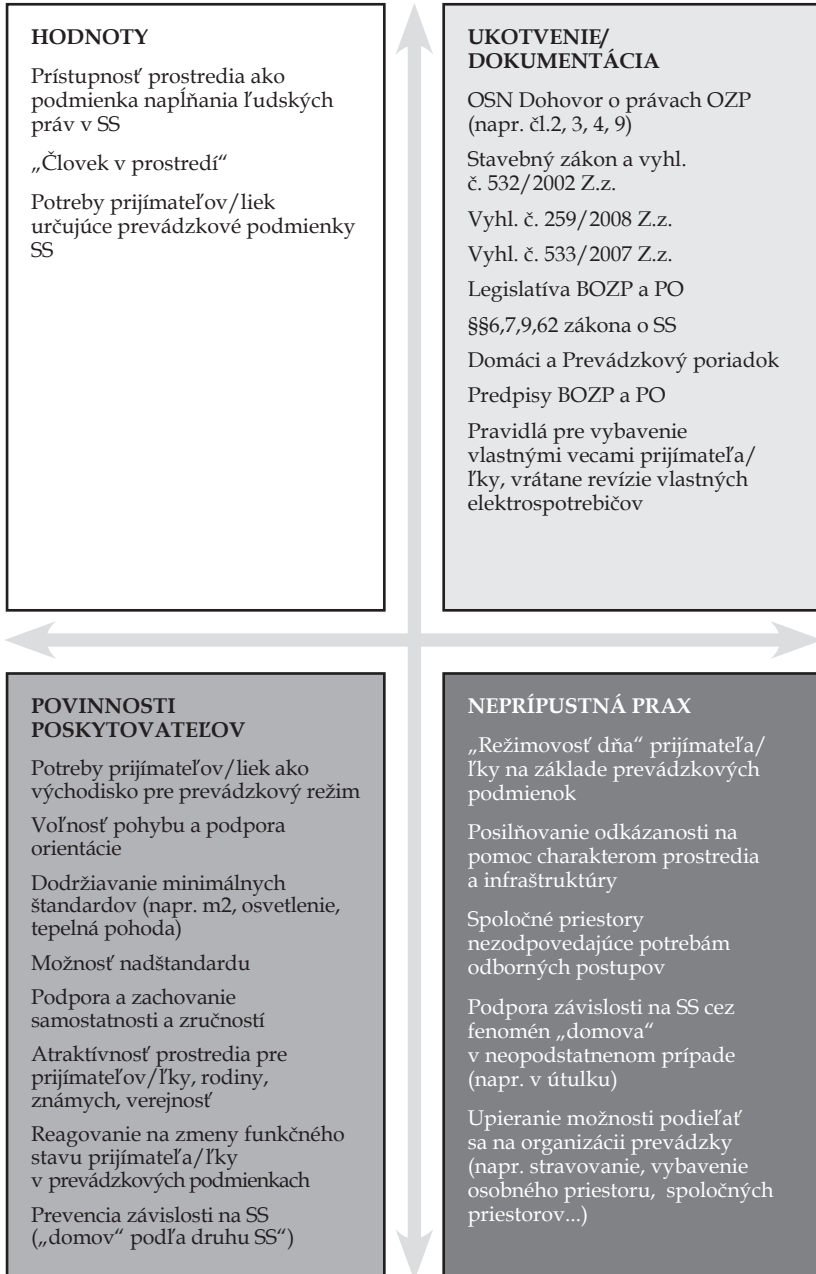 HODNOTY
Prístupnosť prostredia ako
podmienka napĺňania ľudských
práv v SS
„Človek v prostredí“
Potreby prijímateľov/liek
určujúce prevádzkové podmienky
SS
UKOTVENIE/
DOKUMENTÁCIA
OSN Dohovor o právach OZP
(napr. čl.2, 3, 4, 9)
Stavebný zákon a vyhl.
č. 532/2002 Z.z.
Vyhl. č. 259/2008 Z.z.
Vyhl. č. 533/2007 Z.z.
Legislatíva BOZP a PO
§§6,7,9,62 zákona o SS
Domáci a Prevádzkový poriadok
Predpisy BOZP a PO
Pravidlá pre vybavenie
vlastnými vecami prijímateľa/
ľky, vrátane revízie vlastných
elektrospotrebičov
POVINNOSTI
POSKYTOVATEĽOV
Potreby prijímateľov/liek ako
východisko pre prevádzkový režim
Voľnosť pohybu a podpora
orientácie
Dodržiavanie minimálnych
štandardov (napr. m2, osvetlenie,
tepelná pohoda)
Možnosť nadštandardu
Podpora a zachovanie
samostatnosti a zručností
Atraktívnosť prostredia pre
prijímateľov/ľky, rodiny,
známych, verejnosť
Reagovanie na zmeny funkčného
stavu prijímateľa/ľky
v prevádzkových podmienkach
Prevencia závislosti na SS
(„domov“ podľa druhu SS“)
NEPRÍPUSTNÁ PRAX
„Režimovosť dňa“ prijímateľa/
ľky na základe prevádzkových
podmienok
Posilňovanie odkázanosti na
pomoc charakterom prostredia
a infraštruktúry
Spoločné priestory
nezodpovedajúce potrebám
odborných postupov
Podpora závislosti na SS cez
fenomén „domova“
v neopodstatnenom prípade
(napr. v útulku)
Upieranie možnosti podieľať
sa na organizácii prevádzky
(napr. stravovanie, vybavenie
osobného priestoru, spoločných
priestorov...)